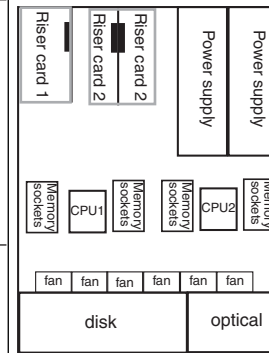 Riser card 1
Riser card 2
Riser card 2
Power supply
Power supply
Memory
sockets
CPU1
Memory
sockets
Memory
sockets
CPU2
Memory
sockets
fan fan fan fan fan fan
disk
optical